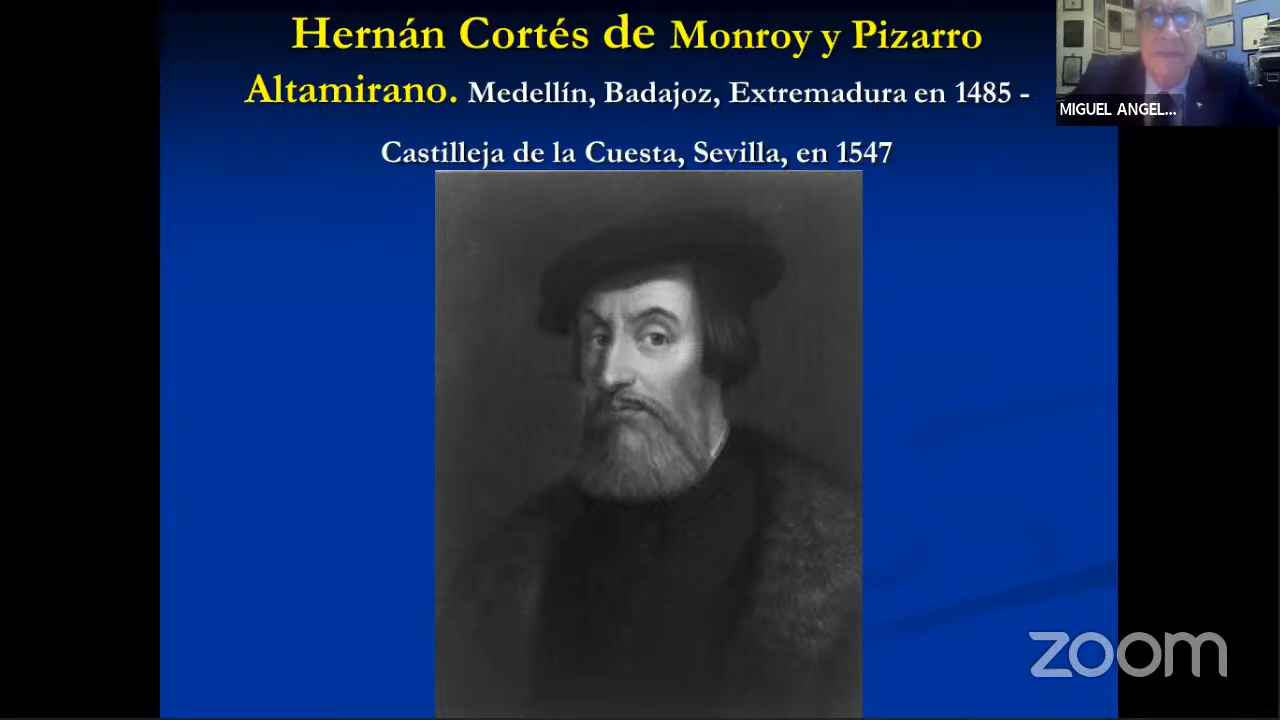 Hernán Cortés de Monroy y Pizarro
Altamirano. Medellín, Badajoz, Extremadura en 1485 -
Castilleja de la Cuesta, Sevilla, en 1547
MIGUEL ANGEL...
zoom